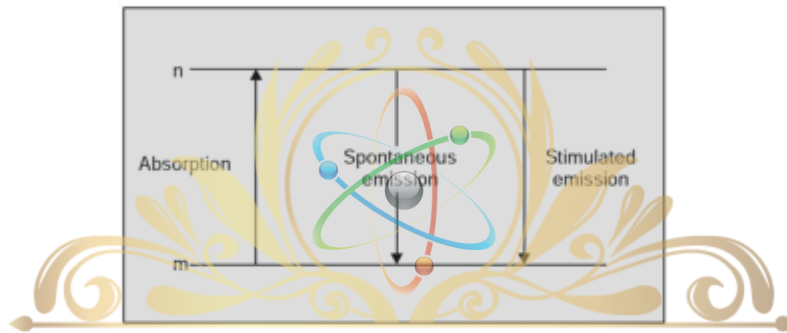 n
Absorption
Spontaneous
emission
Stimulated
emission
m